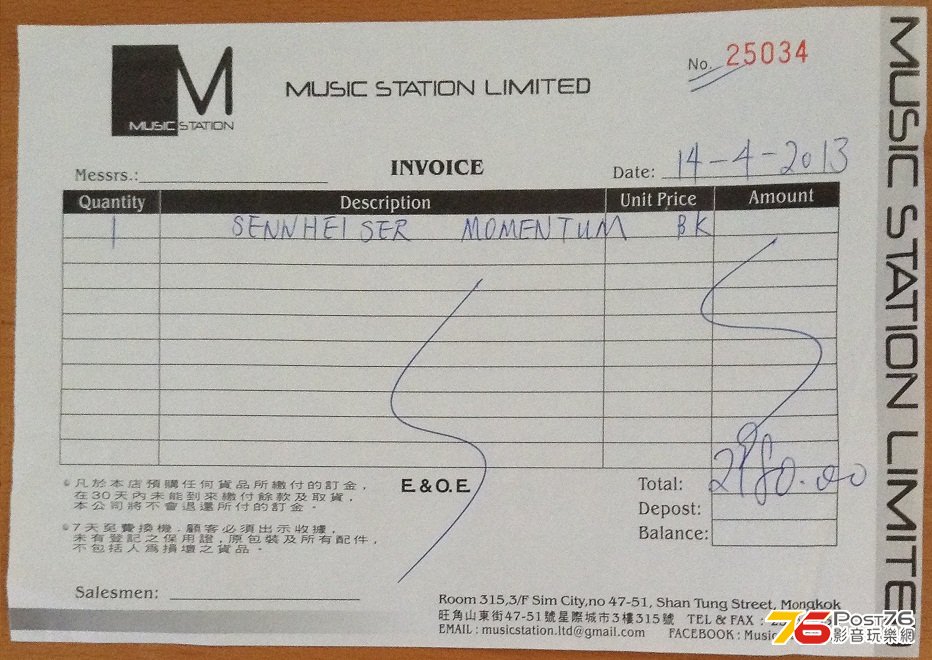 MUSIC STATION
MUSIC STATION LIMITED
No. 25034
INVOICE
Messrs.:
Date: 14-4-2013
Quantity Description Unit Price Amount
1 SENNHEISER MOMENTUM BK
。凡於本店預購任何貨品所繳付的訂金，
在30天內未能到來繳付餘款及取貨，
本公司將不會退還所付的訂金。
。7天免費換機﹐顧客必須出示收據，
未有登記之保用證，原包裝及所有配件，
不包括人為損壞之貨品。
E.&O.E.
Total: 2980.00
Depost:
Balance:
Salesmen:
Room 315,3/F Sim City,no 47-51, Shan Tung Street, Mongkok
旺角山東街47-51號星際城市3樓315號 TEL & FAX :
EMAIL : musicstation.ltd@gmail.com FACEBOOK :
MUSIC STATION LIMITED
76 Post76
影音玩樂網